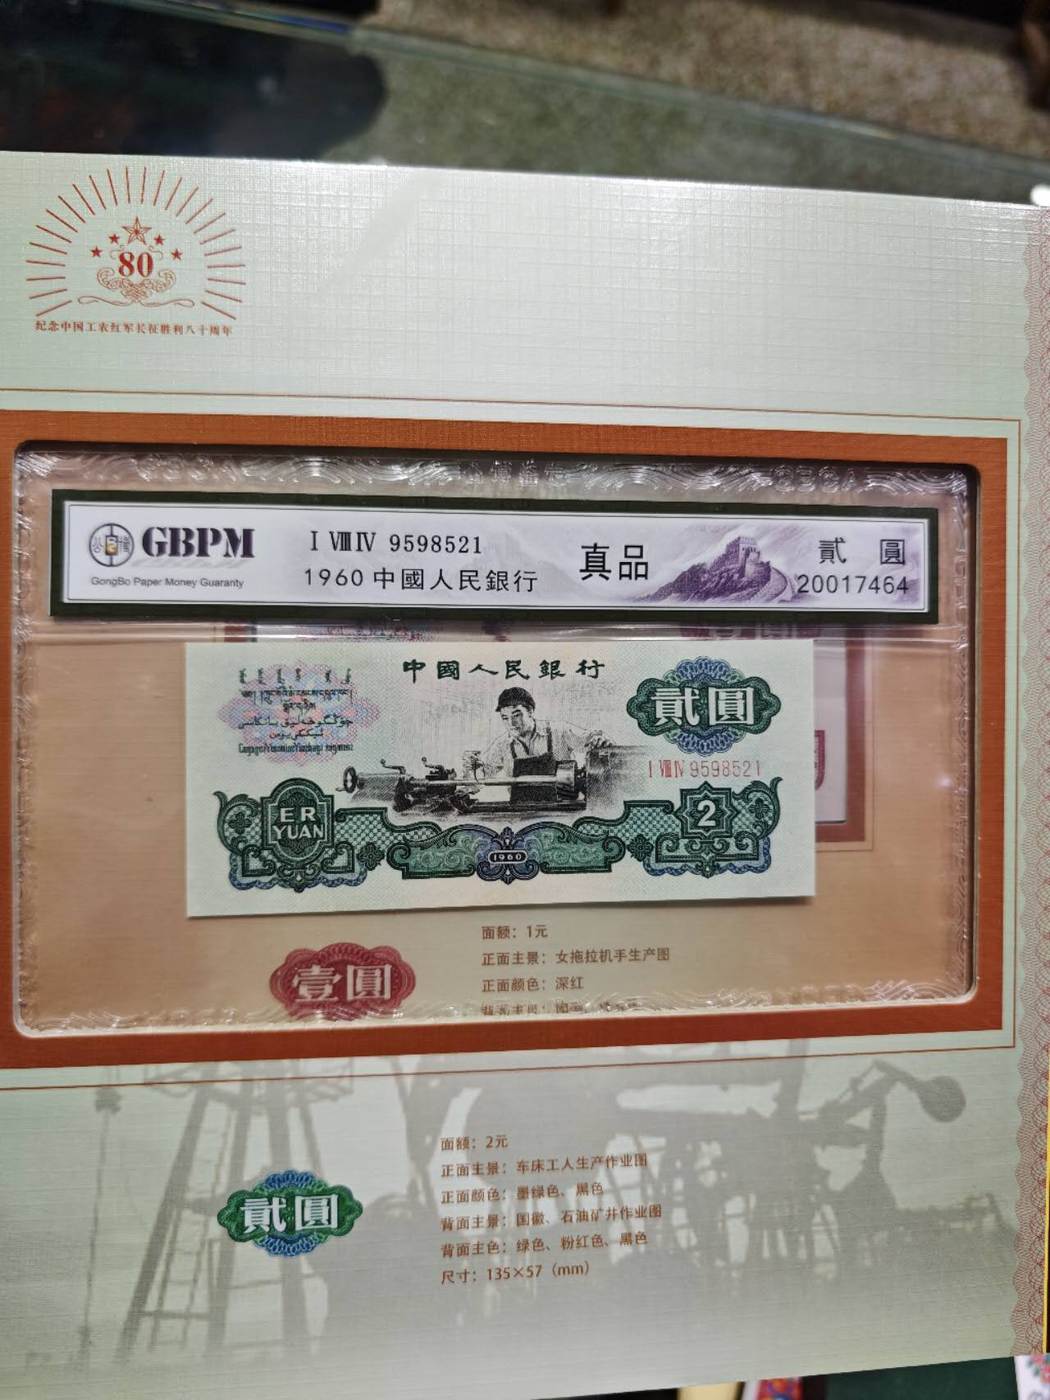 80
纪念中国工农红军长征胜利八十周年
GBPM
GongBo Paper Money Guaranty
I VIII IV 9598521
1960 中國人民銀行
真品
貳 圓
20017464
中國人民銀行
貳圓
I VIII IV 9598521
ER
YUAN
2
1960
壹圓
面额：1元
正面主景：女拖拉机手生产图
正面颜色：深红
貳圓
面额：2元
正面主景：车床工人生产作业图
正面颜色：墨绿色、黑色
背面主景：国徽、石油矿井作业图
背面主色：绿色、粉红色、黑色
尺寸：135×57（mm）